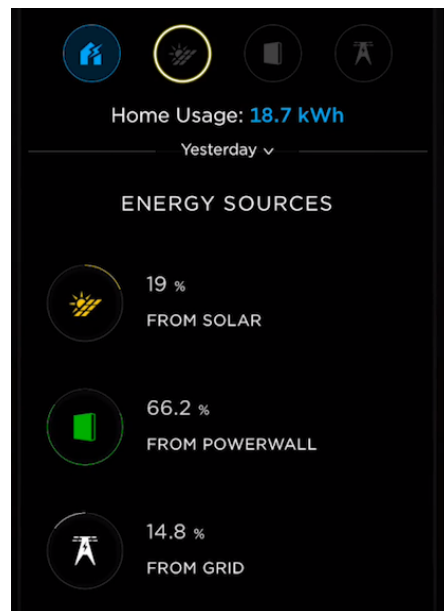 Home Usage: 18.7 kWh
Yesterday
ENERGY SOURCES
19 %
FROM SOLAR
66.2 %
FROM POWERWALL
14.8 %
FROM GRID